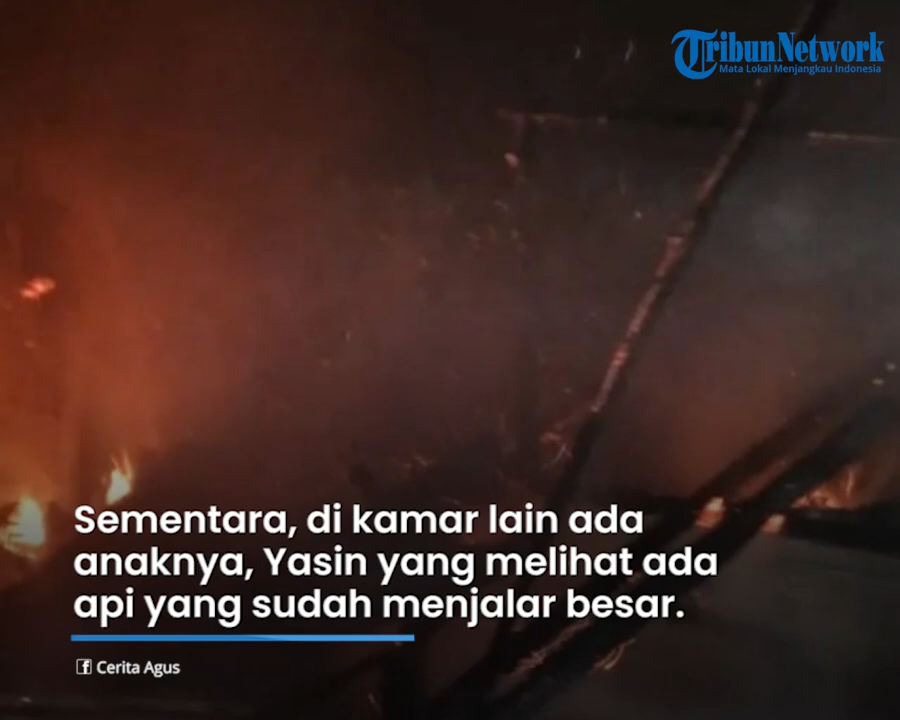 TribunNetwork
Mata Lokal Menjangkau Indonesia
Sementara, di kamar lain ada
anaknya, Yasin yang melihat ada
api yang sudah menjalar besar.
Cerita Agus